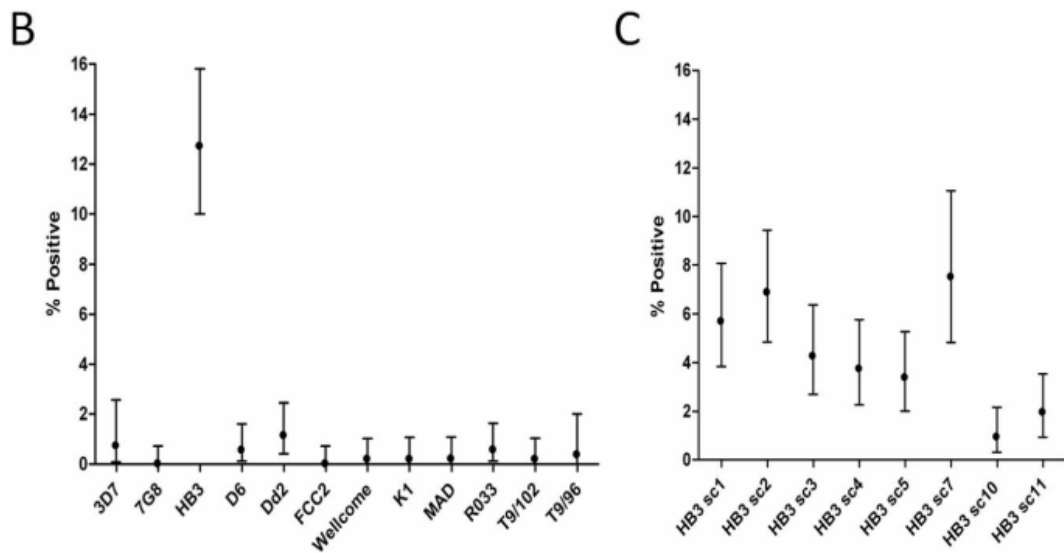 B
% Positive
16
14
12
10
8
6
4
2
0
3D7
7G8
HB3
D6
Dd2
FCC2
Wellcome
K1
MAD
R033
T9/102
T9/96
C
% Positive
16
14
12
10
8
6
4
2
0
HB3 sc1
HB3 sc2
HB3 sc3
HB3 sc4
HB3 sc5
HB3 sc7
HB3 sc10
HB3 sc11